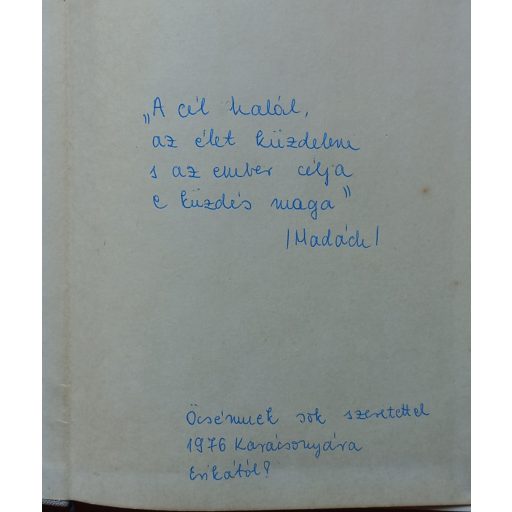 „A cél halál,
az élet küzdelem
s az ember célja
e küzdés maga"
/Madách/
Öcsémnek sok szeretettel
1976 Karácsonyára
Erikától?